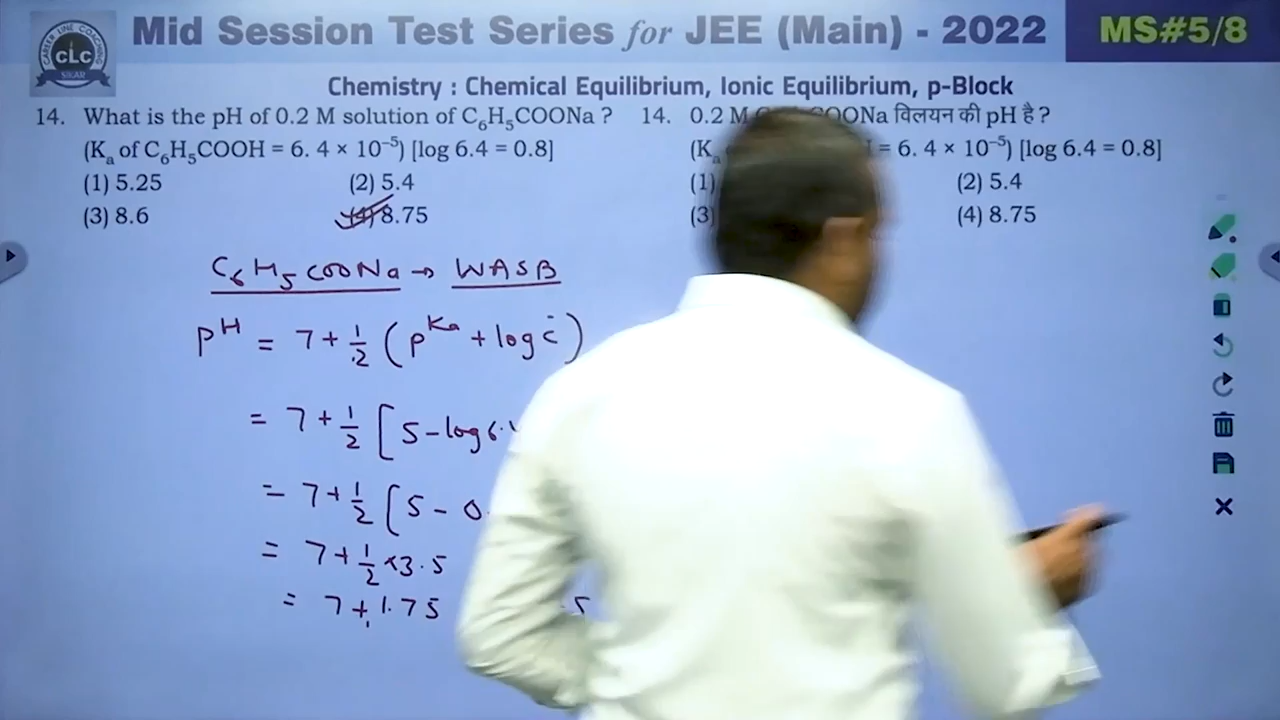 Mid Session Test Series for JEE (Main) - 2022
MS#5/8
CLC
SIKAR
Chemistry : Chemical Equilibrium, Ionic Equilibrium, p-Block
14. What is the pH of 0.2 M solution of C₆H₅COONa ?
(Kₐ of C₆H₅COOH = 6. 4 × 10⁻⁵) [log 6.4 = 0.8]
(1) 5.25 (2) 5.4
(3) 8.6 (4) 8.75
14. 0.2 M COONa विलयन की pH है ?
(K = 6. 4 × 10⁻⁵) [log 6.4 = 0.8]
(1) (2) 5.4
(3) (4) 8.75
C₆H₅COONa → WASB
pH = 7 + 1/2 (pKa + log c)
= 7 + 1/2 [5 - log 6.
= 7 + 1/2 [5 - 0.
= 7 + 1/2 × 3.5
= 7 + 1.75 .5